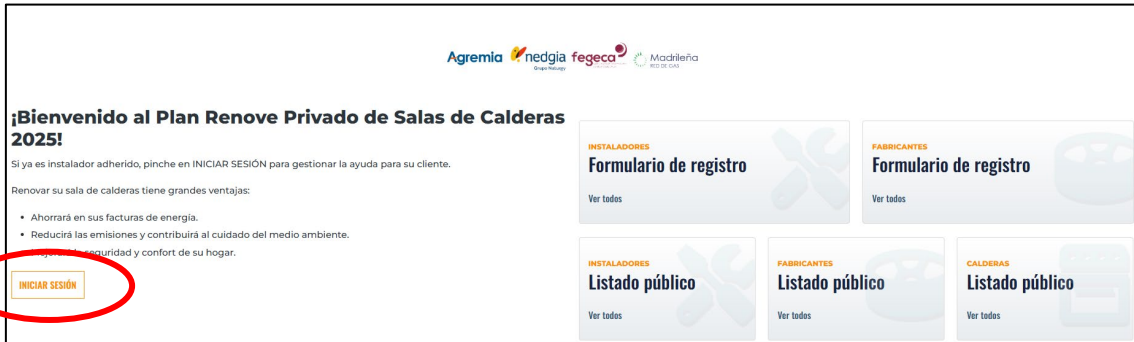 Agremia nedgia fegeca Madrileña
Grupo Naturgy RED DE GAS
¡Bienvenido al Plan Renove Privado de Salas de Calderas
2025!
Si ya es instalador adherido, pinche en INICIAR SESIÓN para gestionar la ayuda para su cliente.
Renovar su sala de calderas tiene grandes ventajas:
• Ahorrará en sus facturas de energía.
• Reducirá las emisiones y contribuirá al cuidado del medio ambiente.
seguridad y confort de su hogar.
INICIAR SESIÓN
INSTALADORES
Formulario de registro
Ver todos
FABRICANTES
Formulario de registro
Ver todos
INSTALADORES
Listado público
Ver todos
FABRICANTES
Listado público
Ver todos
CALDERAS
Listado público
Ver todos